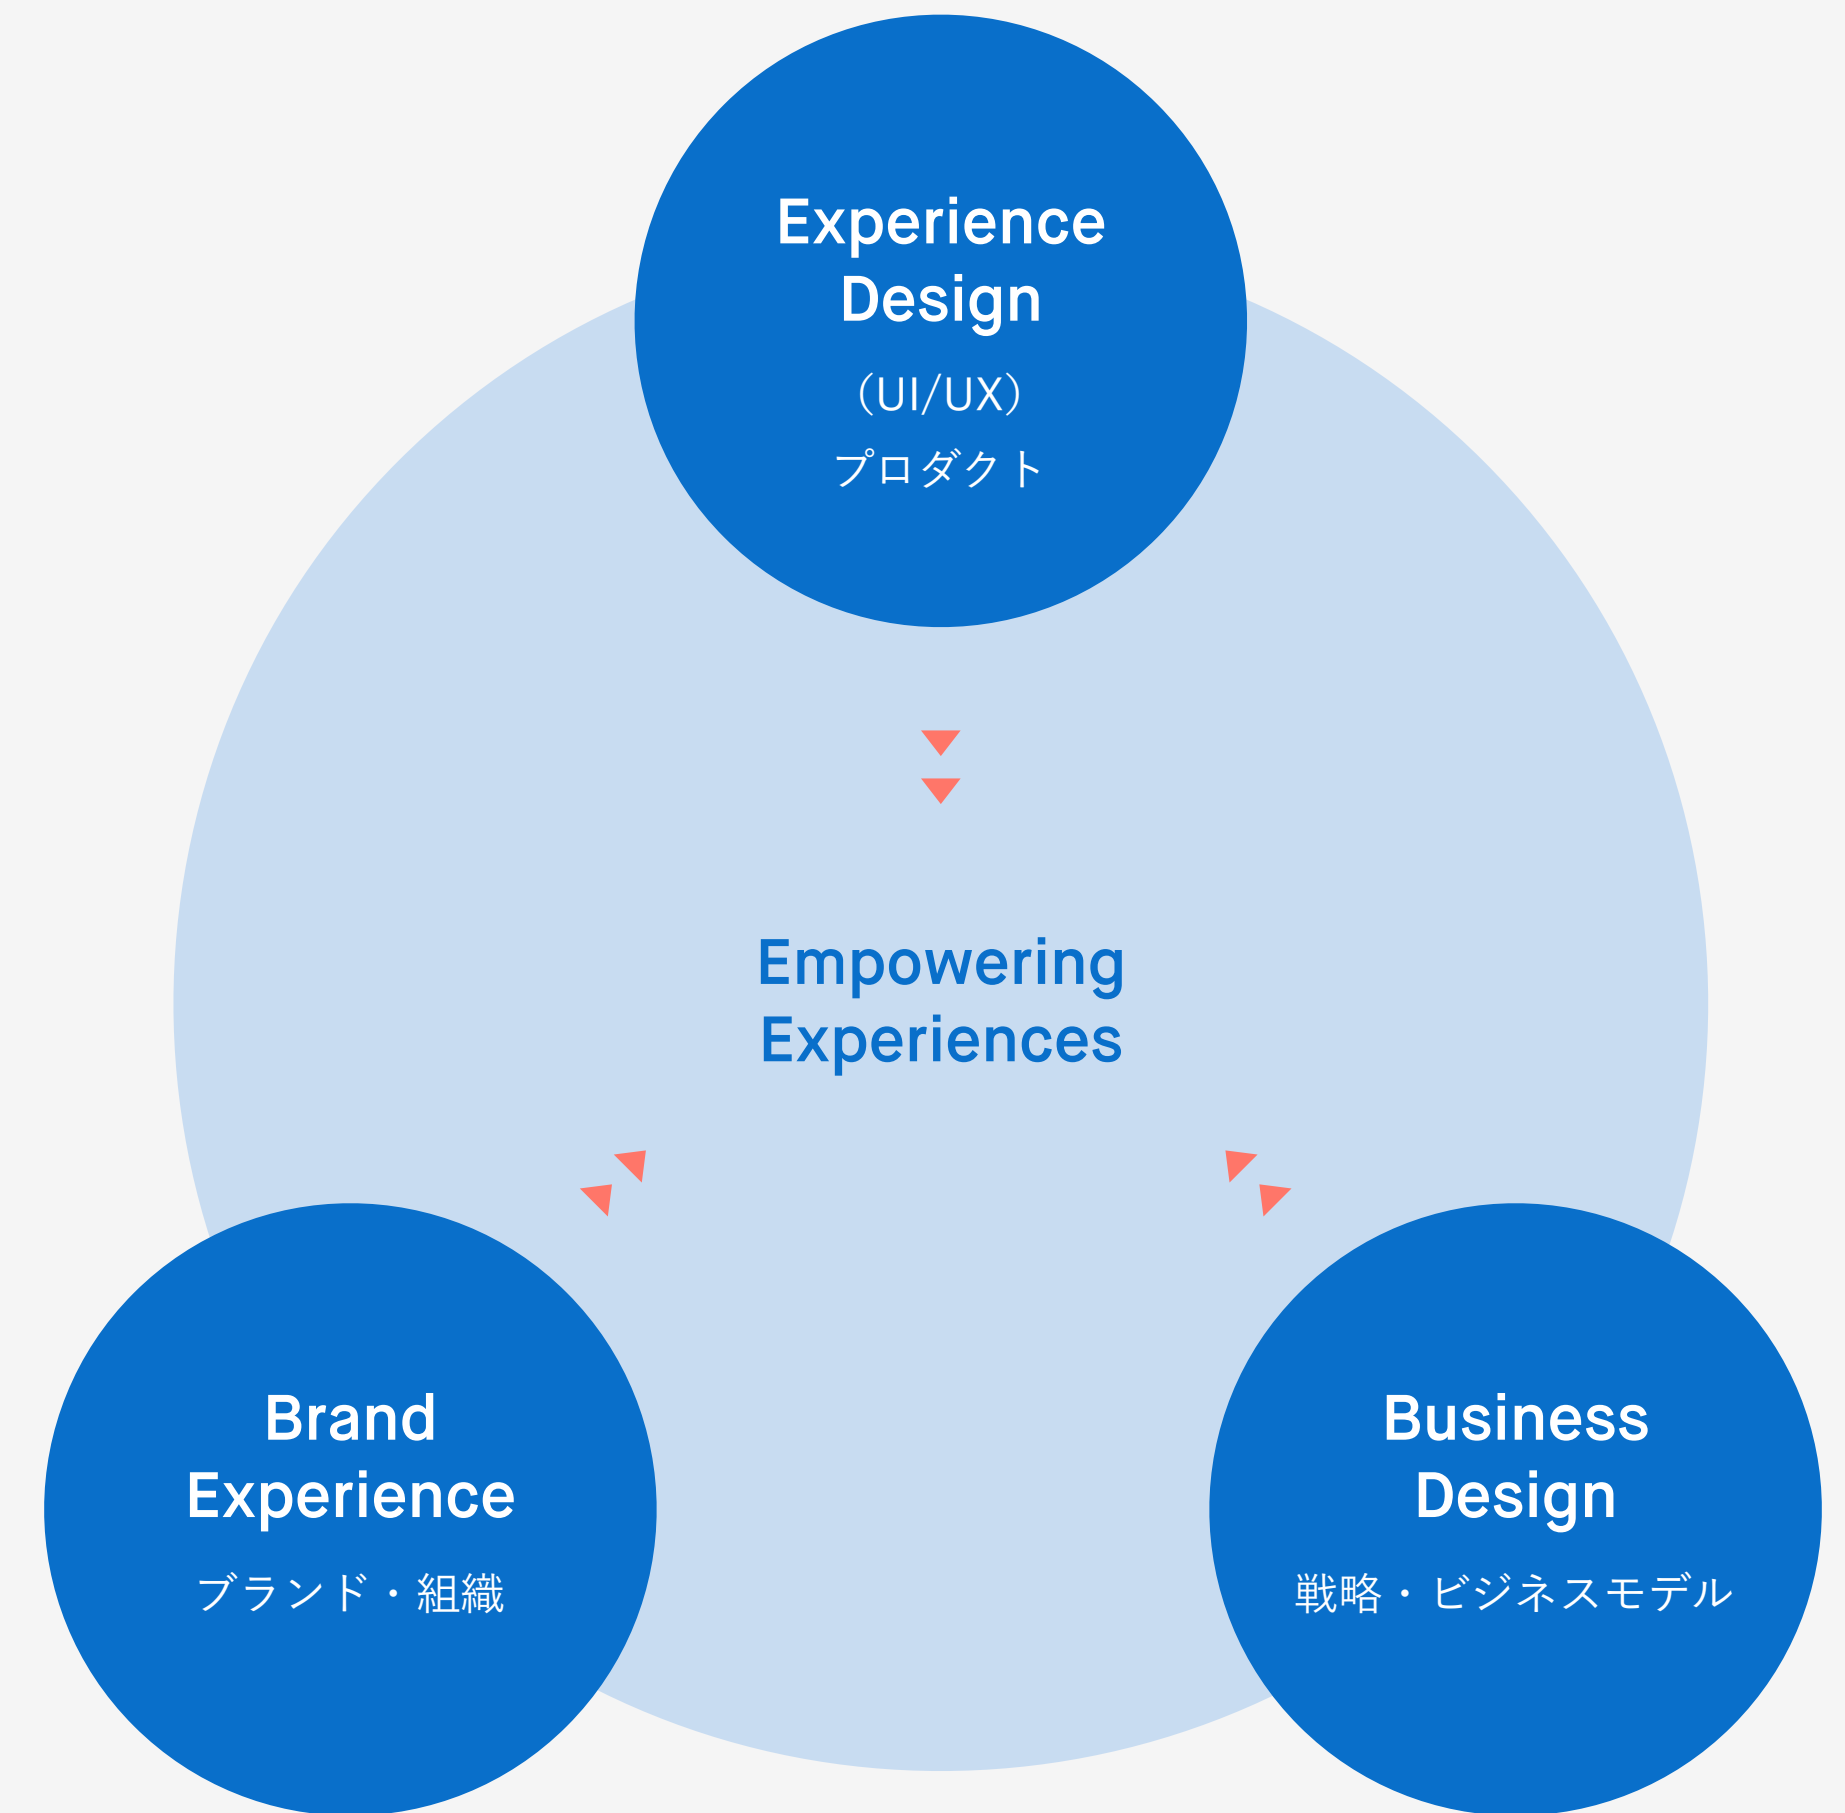 Experience
Design
（UI/UX）
プロダクト
Empowering
Experiences
Brand
Experience
ブランド・組織
Business
Design
戦略・ビジネスモデル